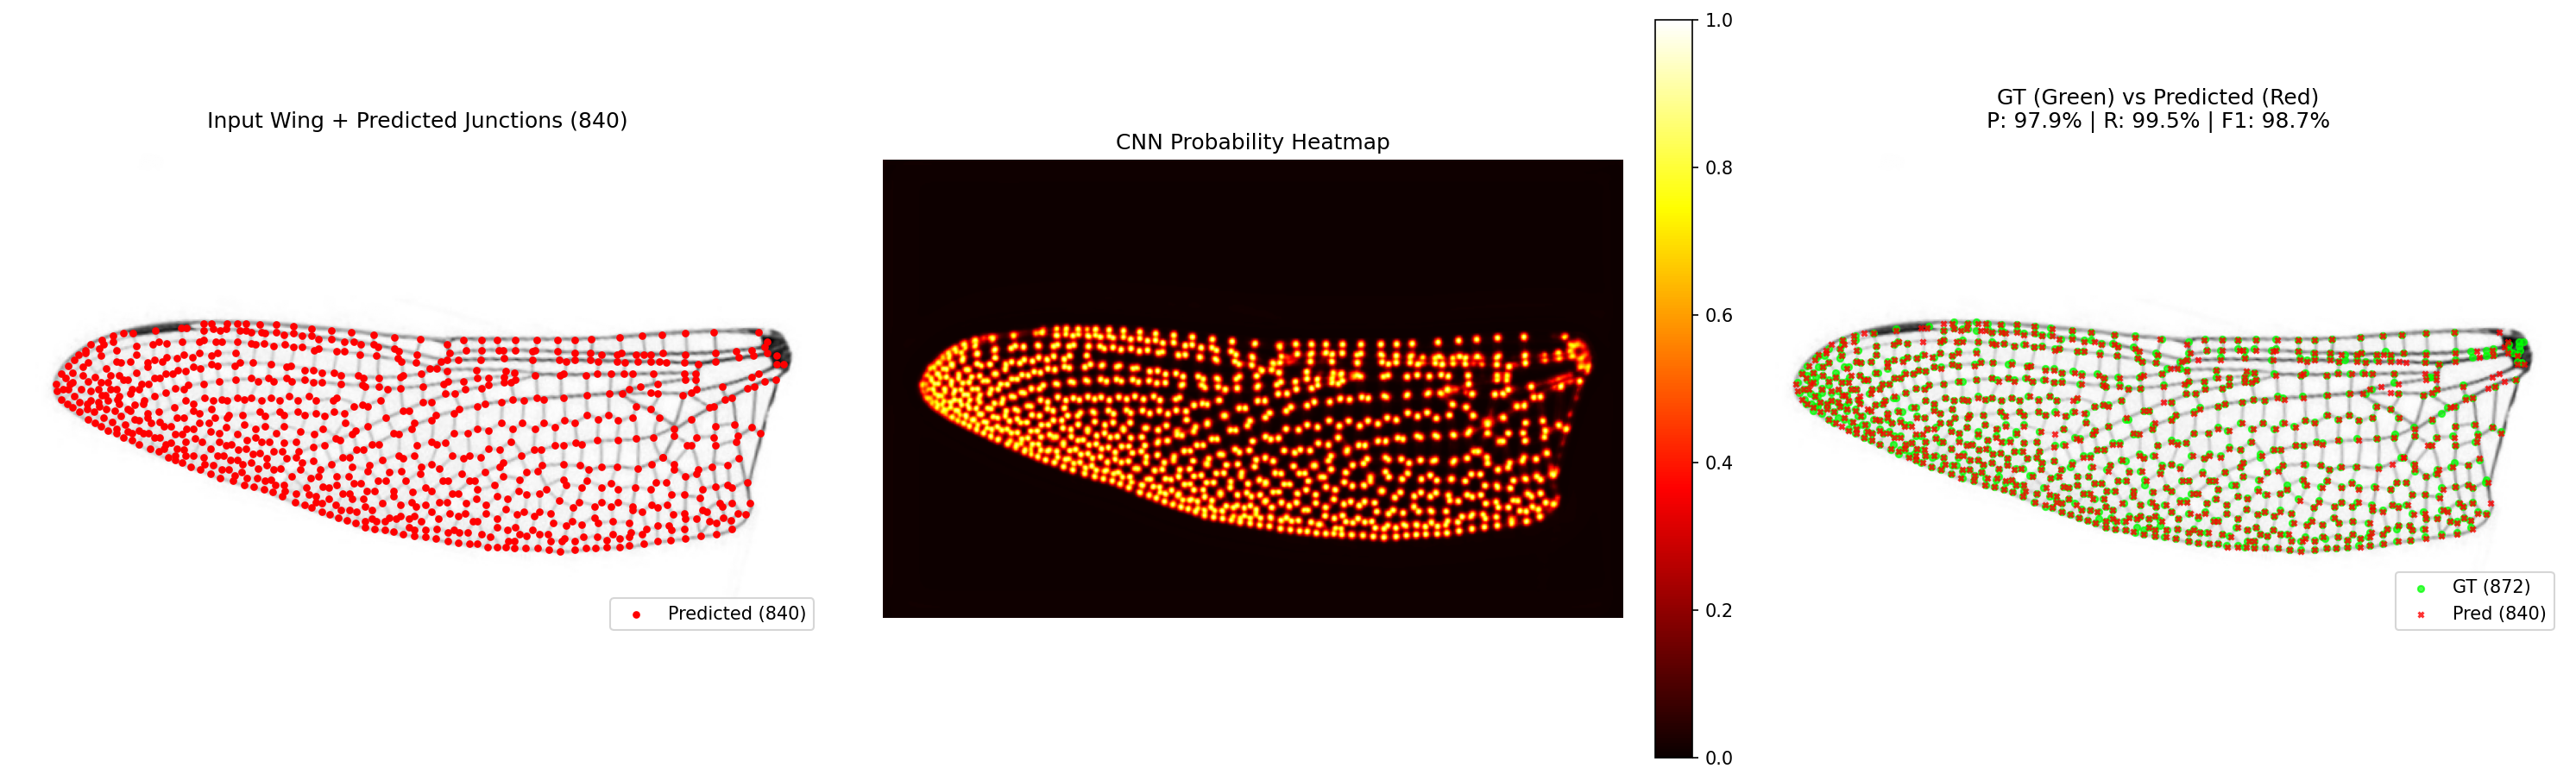 Input Wing + Predicted Junctions (840)
Predicted (840)
CNN Probability Heatmap
1.0
0.8
0.6
0.4
0.2
0.0
GT (Green) vs Predicted (Red)
P: 97.9% | R: 99.5% | F1: 98.7%
GT (872)
Pred (840)